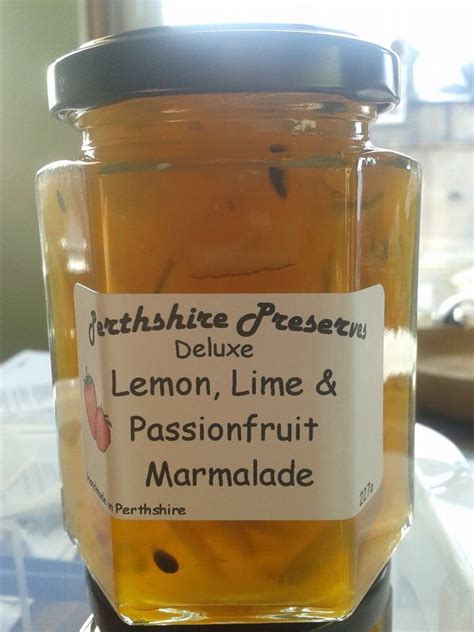 Perthshire Preserves
Deluxe
Lemon, Lime &
Passionfruit
Marmalade
Handmade in Perthshire
227g